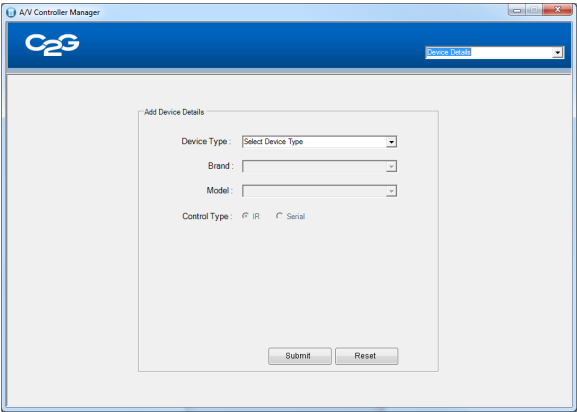 A/V Controller Manager
C2G
Device Details
Add Device Details
Device Type : Select Device Type
Brand :
Model :
Control Type : IR Serial
Submit Reset